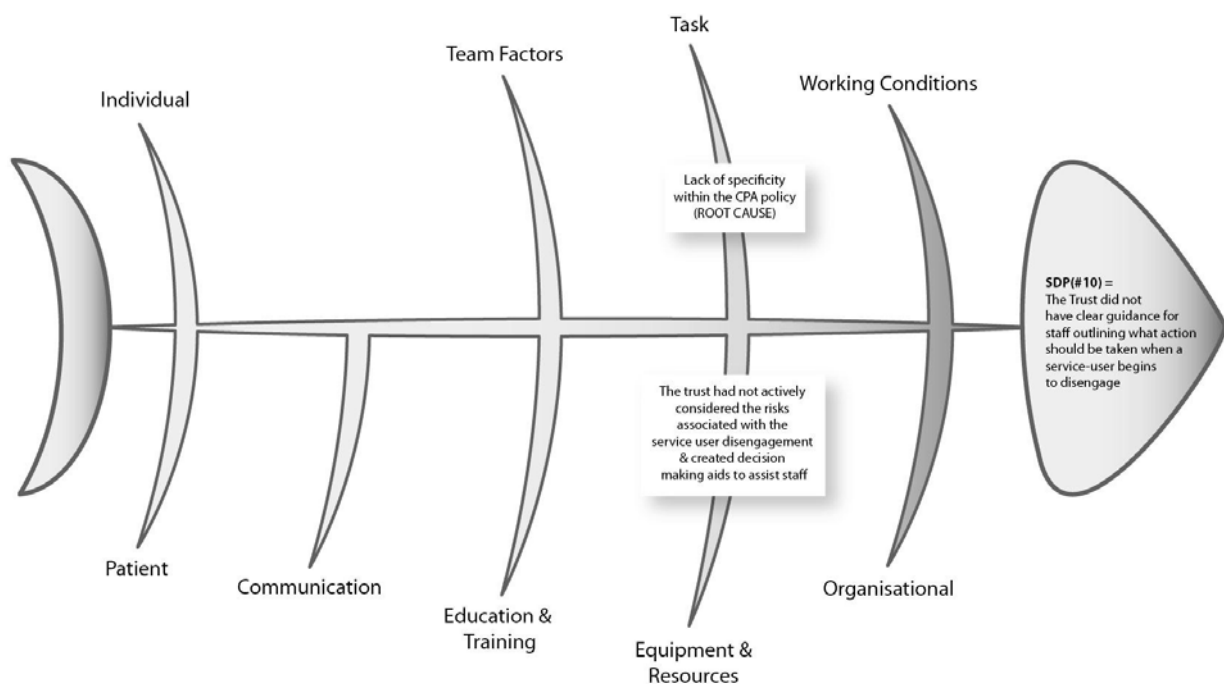 Task
Team Factors
Working Conditions
Individual
Lack of specificity
within the CPA policy
(ROOT CAUSE)
SDP(#10) =
The Trust did not
have clear guidance for
staff outlining what action
should be taken when a
service-user begins
to disengage
The trust had not actively
considered the risks
associated with the
service user disengagement
& created decision
making aids to assist staff
Patient
Communication
Education &
Training
Equipment &
Resources
Organisational